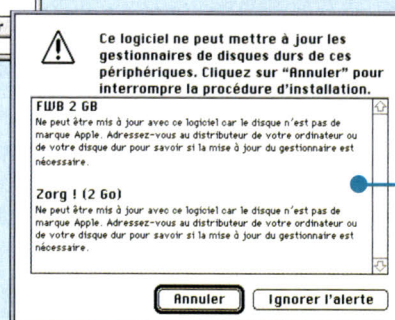 r
Ce logiciel ne peut mettre à jour les
gestionnaires de disques durs de ces
périphériques. Cliquez sur “Annuler” pour
interrompre la procédure d’installation.
FWB 2 GB
Ne peut être mis à jour avec ce logiciel car le disque n’est pas de
marque Apple. Adressez-vous au distributeur de votre ordinateur ou
de votre disque dur pour savoir si la mise à jour du gestionnaire est
nécessaire.
Zorg ! (2 Go)
Ne peut être mis à jour avec ce logiciel car le disque n’est pas de
marque Apple. Adressez-vous au distributeur de votre ordinateur ou
de votre disque dur pour savoir si la mise à jour du gestionnaire est
nécessaire.
Annuler
Ignorer l’alerte